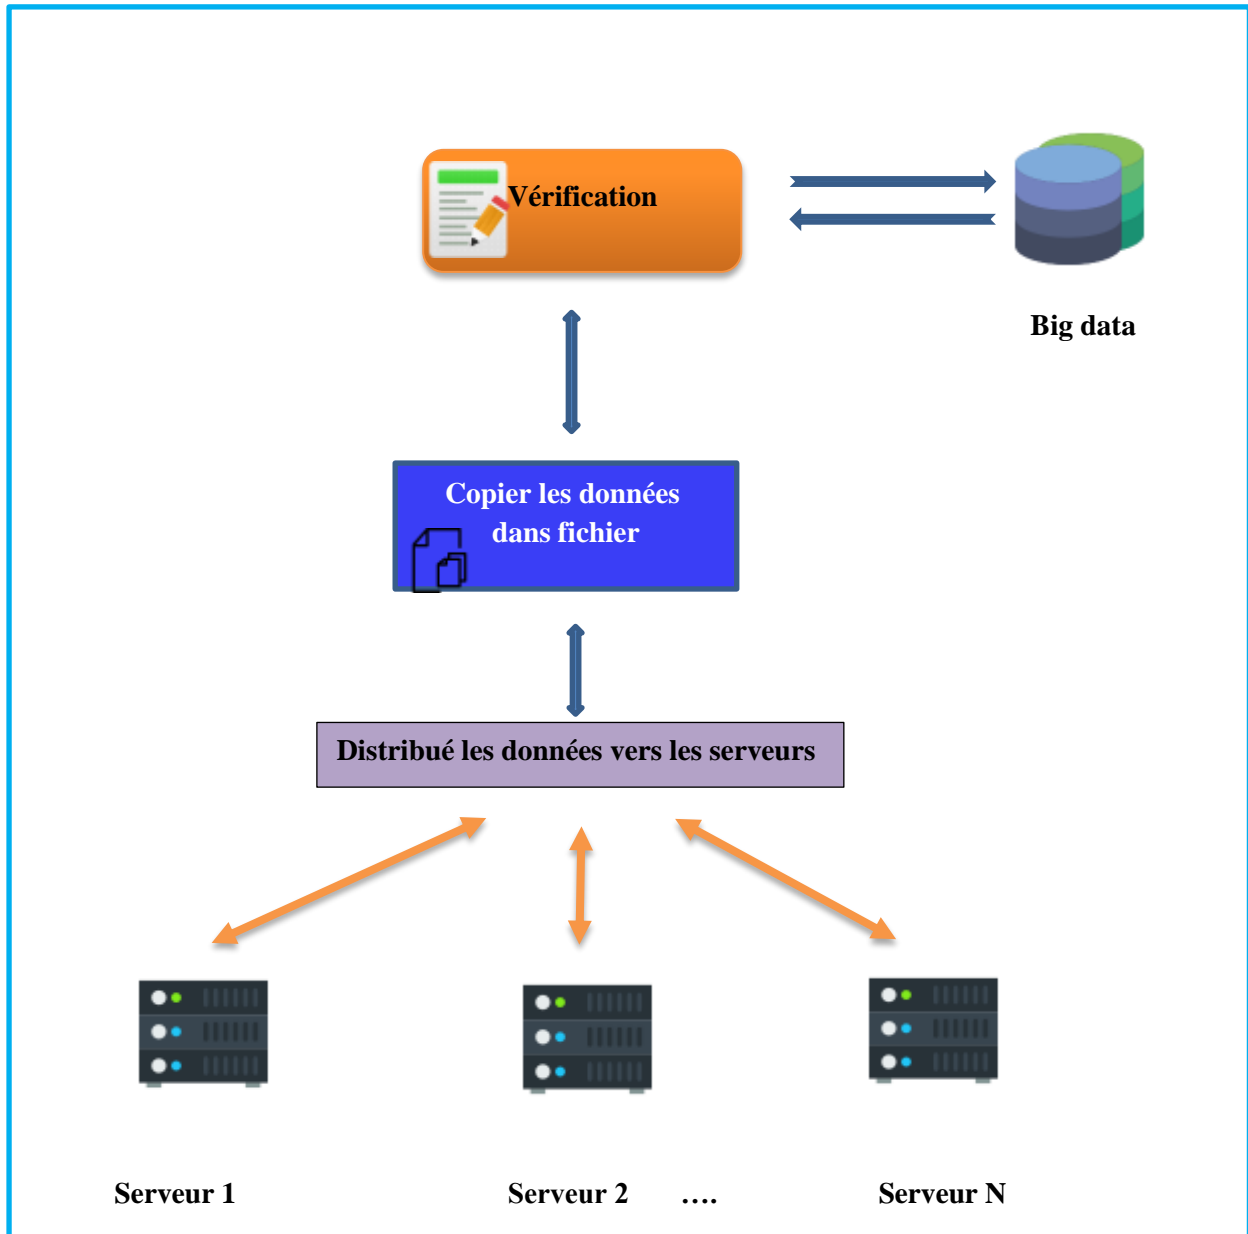 Vérification
Big data
Copier les données
dans fichier
Distribué les données vers les serveurs
Serveur 1
Serveur 2 ….
Serveur N